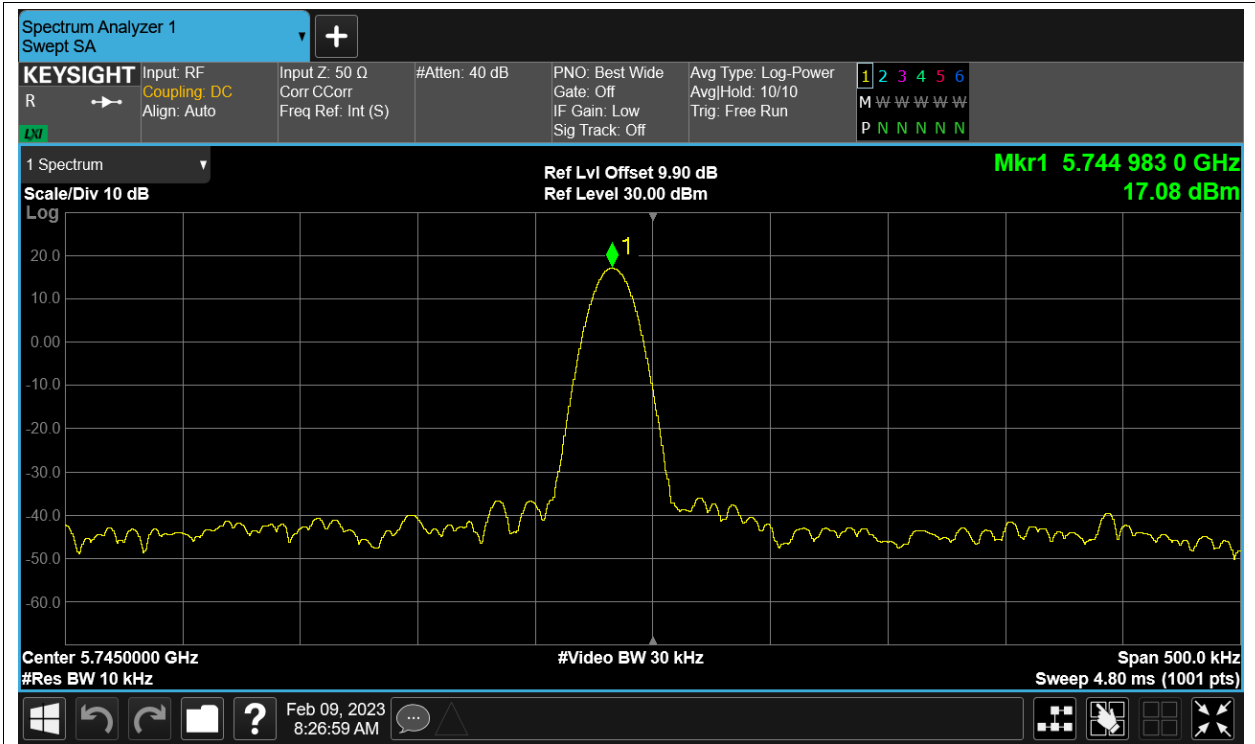 Spectrum Analyzer 1
Swept SA
+
KEYSIGHT
R
LXI
Input: RF
Coupling: DC
Align: Auto
Input Z: 50 Ω
Corr CCorr
Freq Ref: Int (S)
#Atten: 40 dB
PNO: Best Wide
Gate: Off
IF Gain: Low
Sig Track: Off
Avg Type: Log-Power
Avg|Hold: 10/10
Trig: Free Run
1 2 3 4 5 6
M W W W W W
P N N N N N
1 Spectrum
Scale/Div 10 dB
Log
Ref Lvl Offset 9.90 dB
Ref Level 30.00 dBm
Mkr1 5.744 983 0 GHz
17.08 dBm
1
20.0
10.0
0.00
-10.0
-20.0
-30.0
-40.0
-50.0
-60.0
Center 5.7450000 GHz
#Res BW 10 kHz
#Video BW 30 kHz
Span 500.0 kHz
Sweep 4.80 ms (1001 pts)
?
Feb 09, 2023
8:26:59 AM